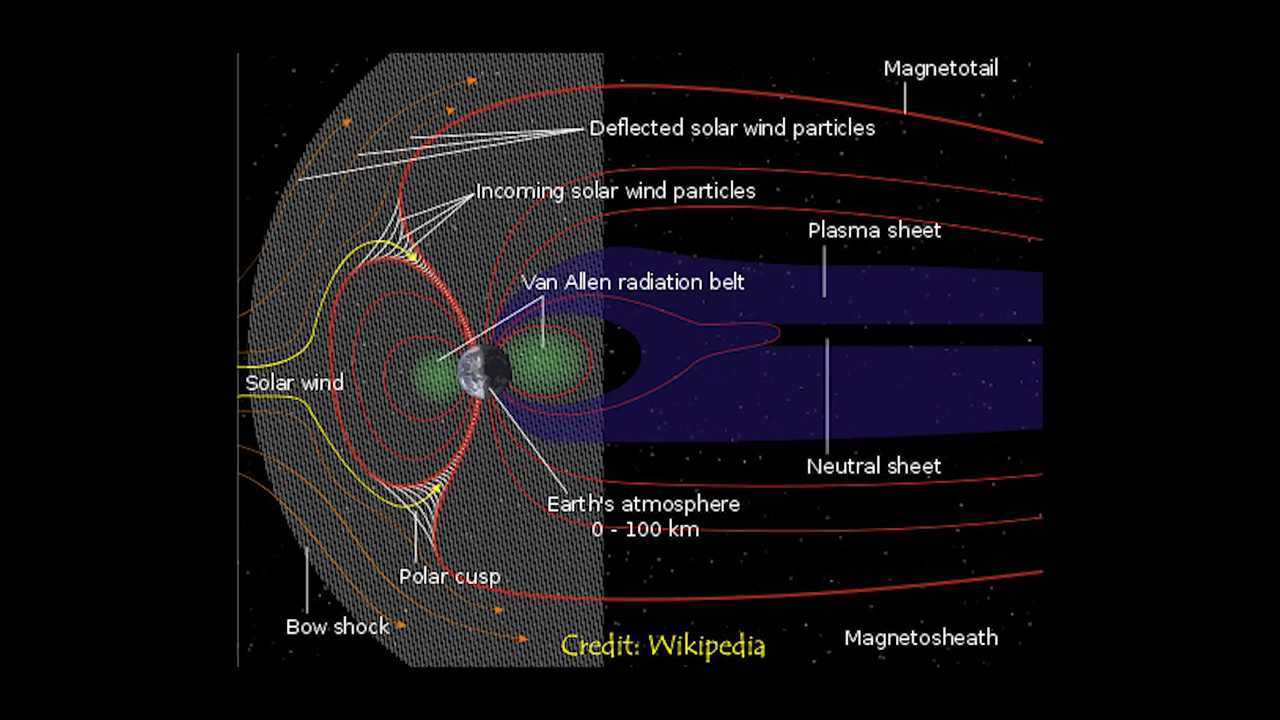 Magnetotail
Deflected solar wind particles
Incoming solar wind particles
Plasma sheet
Van Allen radiation belt
Solar wind
Neutral sheet
Earth's atmosphere
0 - 100 km
Polar cusp
Bow shock
Magnetosheath
Credit: Wikipedia